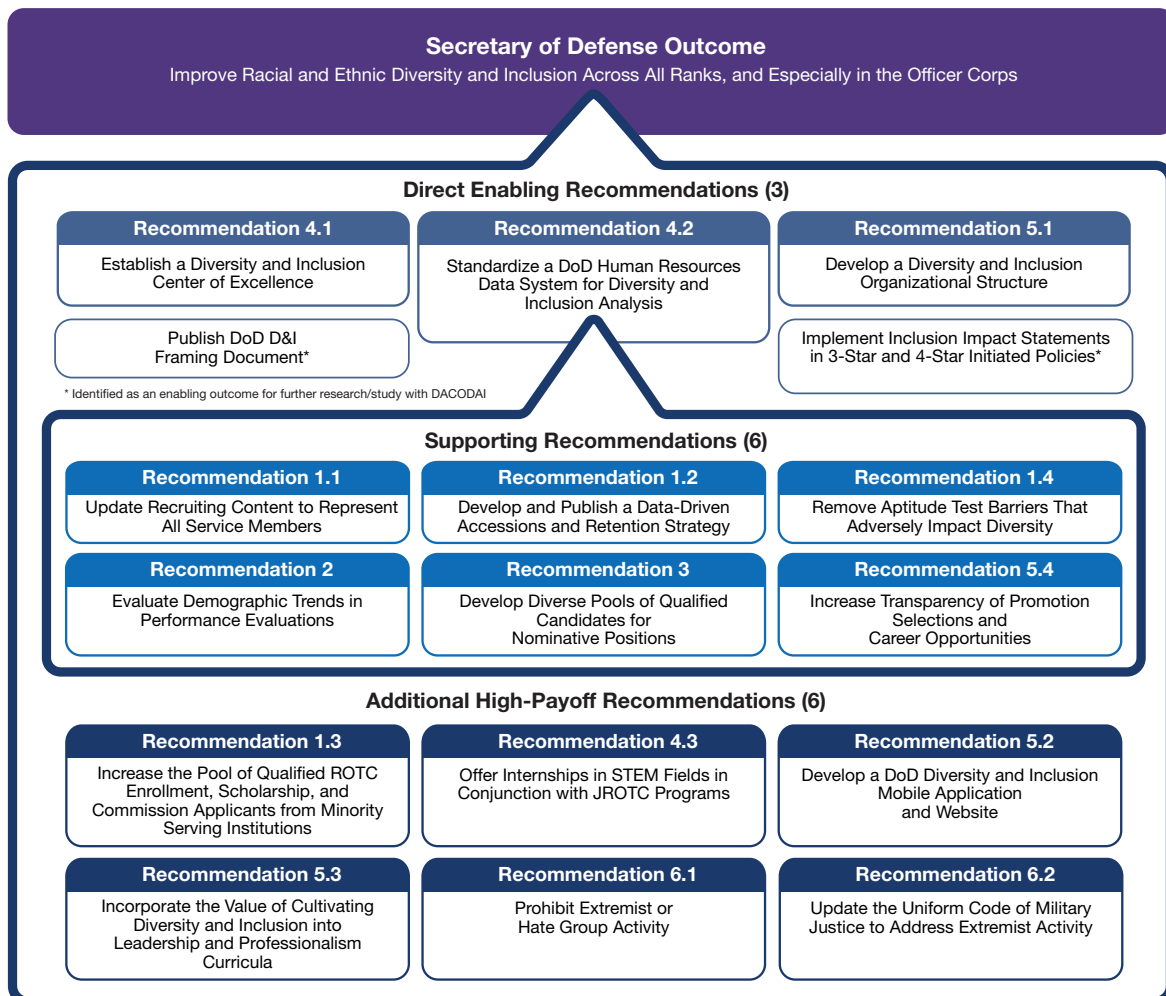 Secretary of Defense Outcome
Improve Racial and Ethnic Diversity and Inclusion Across All Ranks, and Especially in the Officer Corps
Direct Enabling Recommendations (3)
Recommendation 4.1
Establish a Diversity and Inclusion
Center of Excellence
Recommendation 4.2
Standardize a DoD Human Resources
Data System for Diversity and
Inclusion Analysis
Recommendation 5.1
Develop a Diversity and Inclusion
Organizational Structure
Publish DoD D&I
Framing Document*
Implement Inclusion Impact Statements
in 3-Star and 4-Star Initiated Policies*
* Identified as an enabling outcome for further research/study with DACODAI
Supporting Recommendations (6)
Recommendation 1.1
Update Recruiting Content to Represent
All Service Members
Recommendation 1.2
Develop and Publish a Data-Driven
Accessions and Retention Strategy
Recommendation 1.4
Remove Aptitude Test Barriers That
Adversely Impact Diversity
Recommendation 2
Evaluate Demographic Trends in
Performance Evaluations
Recommendation 3
Develop Diverse Pools of Qualified
Candidates for
Nominative Positions
Recommendation 5.4
Increase Transparency of Promotion
Selections and
Career Opportunities
Additional High-Payoff Recommendations (6)
Recommendation 1.3
Increase the Pool of Qualified ROTC
Enrollment, Scholarship, and
Commission Applicants from Minority
Serving Institutions
Recommendation 4.3
Offer Internships in STEM Fields in
Conjunction with JROTC Programs
Recommendation 5.2
Develop a DoD Diversity and Inclusion
Mobile Application
and Website
Recommendation 5.3
Incorporate the Value of Cultivating
Diversity and Inclusion into
Leadership and Professionalism
Curricula
Recommendation 6.1
Prohibit Extremist or
Hate Group Activity
Recommendation 6.2
Update the Uniform Code of Military
Justice to Address Extremist Activity